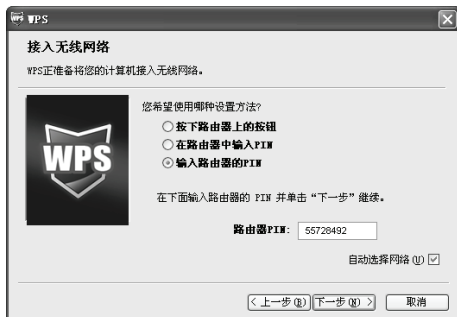 WPS WPS
接入无线网络
WPS正准备将您的计算机接入无线网络。
WPS
您希望使用哪种设置方法?
按下路由器上的按钮
在路由器中输入PIN
输入路由器的PIN
在下面输入路由器的 PIN 并单击“下一步”继续。
路由器PIN: 55728492
自动选择网络(U)
< 上一步(B) 下一步(N) > 取消